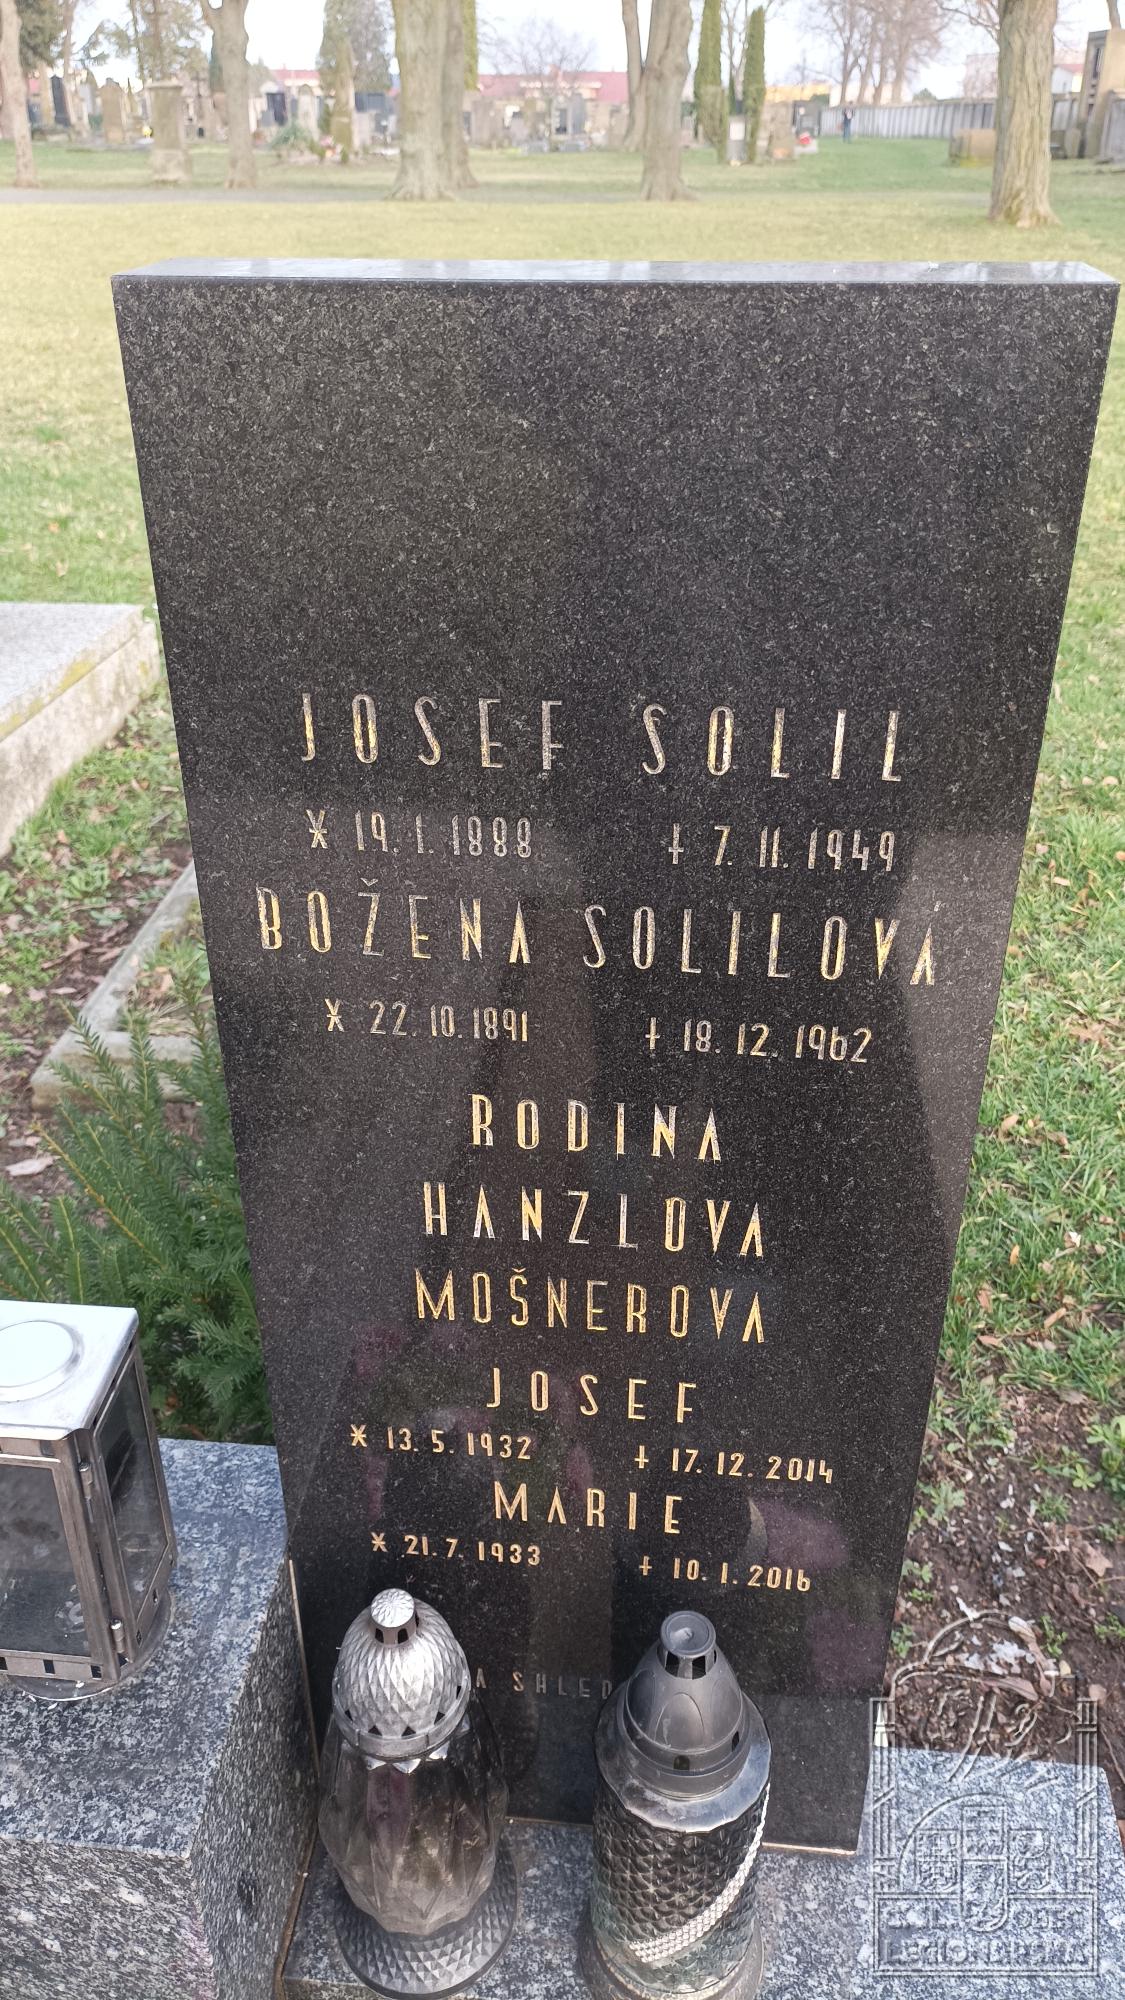 JOSEF SOLIL
* 19. 1. 1888 † 7. 11. 1949
BOŽENA SOLILOVÁ
* 22. 10. 1891 † 18. 12. 1962
RODINA
HANZLOVA
MOŠNEROVA
JOSEF
* 13. 5. 1932 † 17. 12. 2014
MARIE
* 21. 7. 1933 † 10. 1. 2016